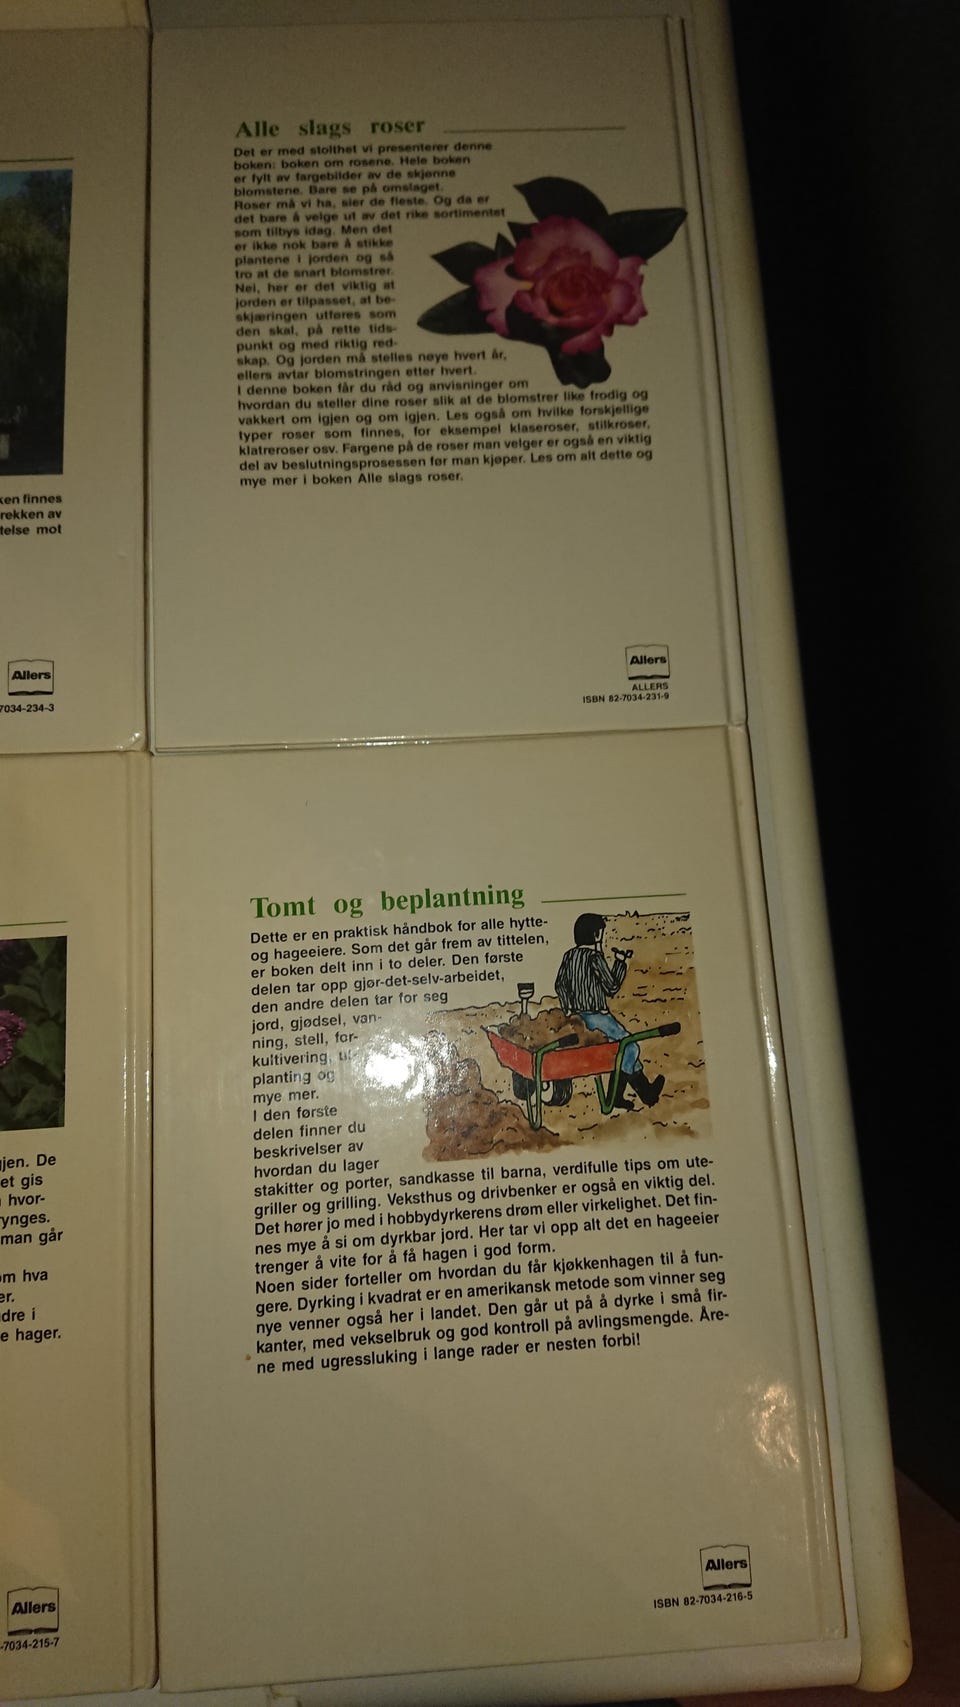 Alle slags roser
Det er med stolthet vi presenterer denne
boken: boken om rosene. Hele boken
er fylt av fargebilder av de skjønne
blomstene. Bare se på omslaget.
Roser må vi ha, sier de fleste. Og da er
det bare å velge ut av det rike sortimentet
som tilbys idag. Men det
er ikke nok bare å stikke
plantene i jorden og så
tro at de snart blomstrer.
Nei, her er det viktig at
jorden er tilpasset, at be-
skjæringen utføres som
den skal, på rette tids-
punkt og med riktig red-
skap. Og jorden må stelles nøye hvert år,
ellers avtar blomstringen etter hvert.
I denne boken får du råd og anvisninger om
hvordan du steller dine roser slik at de blomstrer like frodig og
vakkert om igjen og om igjen. Les også om hvilke forskjellige
typer roser som finnes, for eksempel klaseroser, stilkroser,
klatreroser osv. Fargene på de roser man velger er også en viktig
del av beslutningsprosessen før man kjøper. Les om alt dette og
mye mer i boken Alle slags roser.
ken finnes
rekken av
telse mot
Allers
7034-234-3
Allers
ALLERS
ISBN 82-7034-231-9
Tomt og beplantning
Dette er en praktisk håndbok for alle hytte-
og hageeiere. Som det går frem av tittelen,
er boken delt inn i to deler. Den første
delen tar opp gjør-det-selv-arbeidet,
den andre delen tar for seg
jord, gjødsel, van-
ning, stell, for-
kultivering, ut-
planting og
mye mer.
I den første
delen finner du
beskrivelser av
hvordan du lager
stakitter og porter, sandkasse til barna, verdifulle tips om ute-
griller og grilling. Veksthus og drivbenker er også en viktig del.
Det hører jo med i hobbydyrkerens drøm eller virkelighet. Det fin-
nes mye å si om dyrkbar jord. Her tar vi opp alt det en hageeier
trenger å vite for å få hagen i god form.
Noen sider forteller om hvordan du får kjøkkenhagen til å fun-
gere. Dyrking i kvadrat er en amerikansk metode som vinner seg
nye venner også her i landet. Den går ut på å dyrke i små fir-
kanter, med vekselbruk og god kontroll på avlingsmengde. Åre-
ne med ugressluking i lange rader er nesten forbi!
jen. De
et gis
hvor-
ynges.
man går
om hva
er.
dre i
e hager.
Allers
-7034-215-7
Allers
ISBN 82-7034-216-5